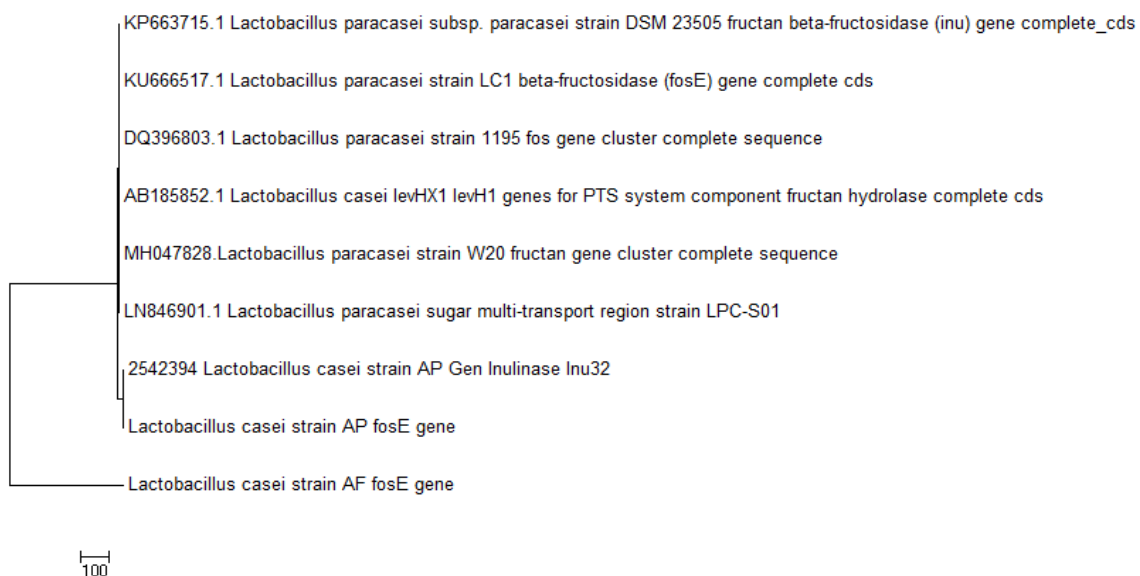 KP663715.1 Lactobacillus paracasei subsp. paracasei strain DSM 23505 fructan beta-fructosidase (inu) gene complete_cds
KU666517.1 Lactobacillus paracasei strain LC1 beta-fructosidase (fosE) gene complete cds
DQ396803.1 Lactobacillus paracasei strain 1195 fos gene cluster complete sequence
AB185852.1 Lactobacillus casei levHX1 levH1 genes for PTS system component fructan hydrolase complete cds
MH047828.Lactobacillus paracasei strain W20 fructan gene cluster complete sequence
LN846901.1 Lactobacillus paracasei sugar multi-transport region strain LPC-S01
2542394 Lactobacillus casei strain AP Gen Inulinase Inu32
Lactobacillus casei strain AP fosE gene
Lactobacillus casei strain AF fosE gene
100